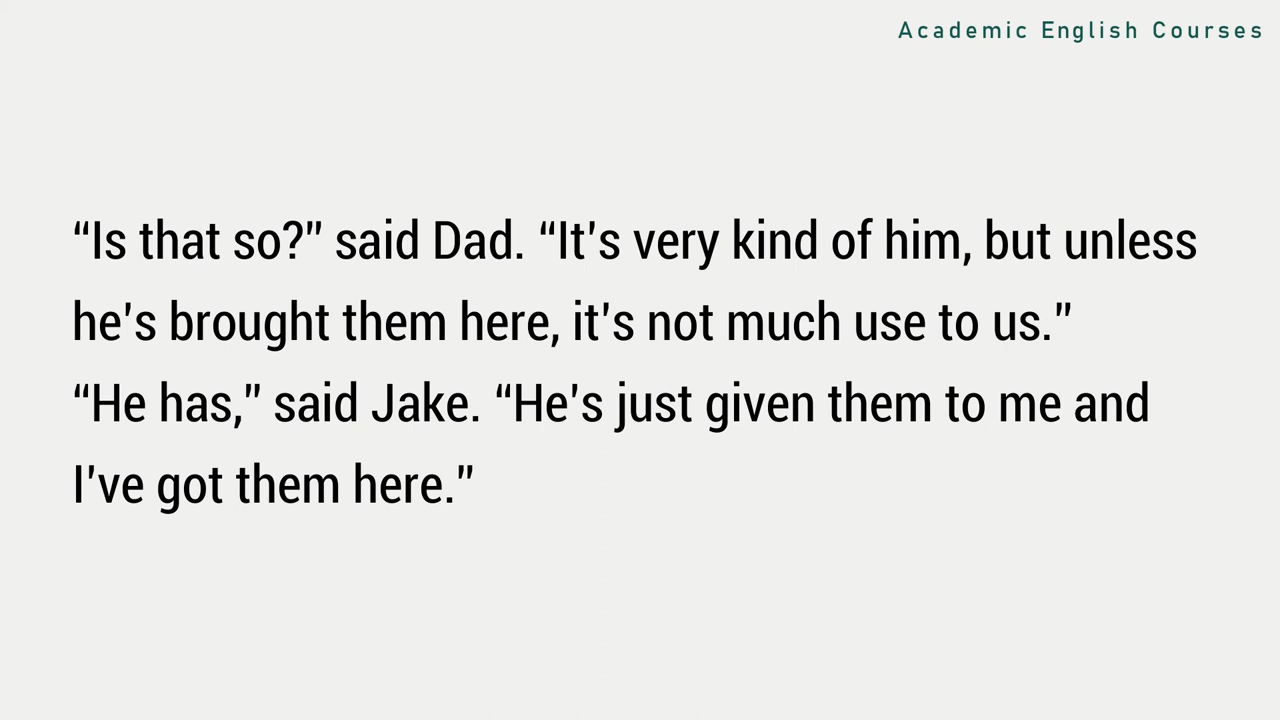 Academic English Courses
“Is that so?” said Dad. “It’s very kind of him, but unless
he’s brought them here, it’s not much use to us.”
“He has,” said Jake. “He’s just given them to me and
I’ve got them here.”